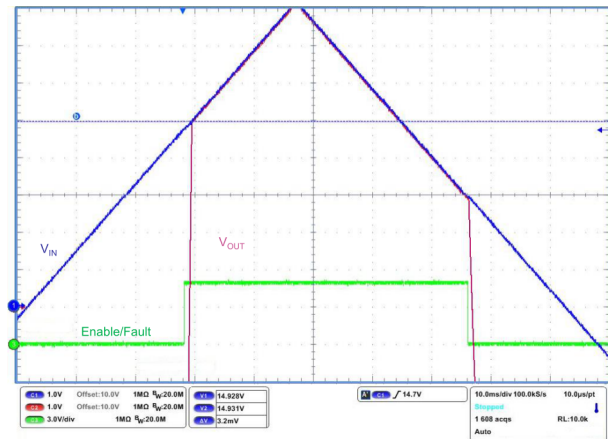 b
1
V_IN
V_OUT
Enable/Fault
C1 1.0V Offset:10.0V 1MΩ B_W:20.0M
C2 1.0V Offset:10.0V 1MΩ B_W:20.0M
C3 3.0V/div 1MΩ B_W:20.0M
V1 14.928V
V2 14.931V
ΔV 3.2mV
A' C1 ∫ 14.7V
10.0ms/div 100.0kS/s 10.0µs/pt
Stopped
1 608 acqs RL:10.0k
Auto